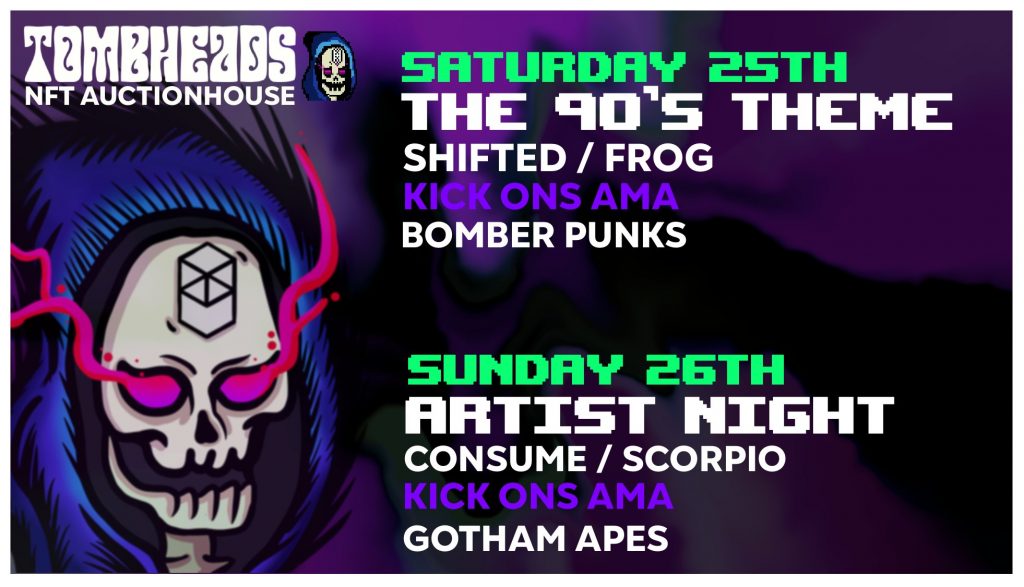 TOMBHEADS
NFT AUCTIONHOUSE
SATURDAY 25TH
THE 90'S THEME
SHIFTED / FROG
KICK ONS AMA
BOMBER PUNKS
SUNDAY 26TH
ARTIST NIGHT
CONSUME / SCORPIO
KICK ONS AMA
GOTHAM APES